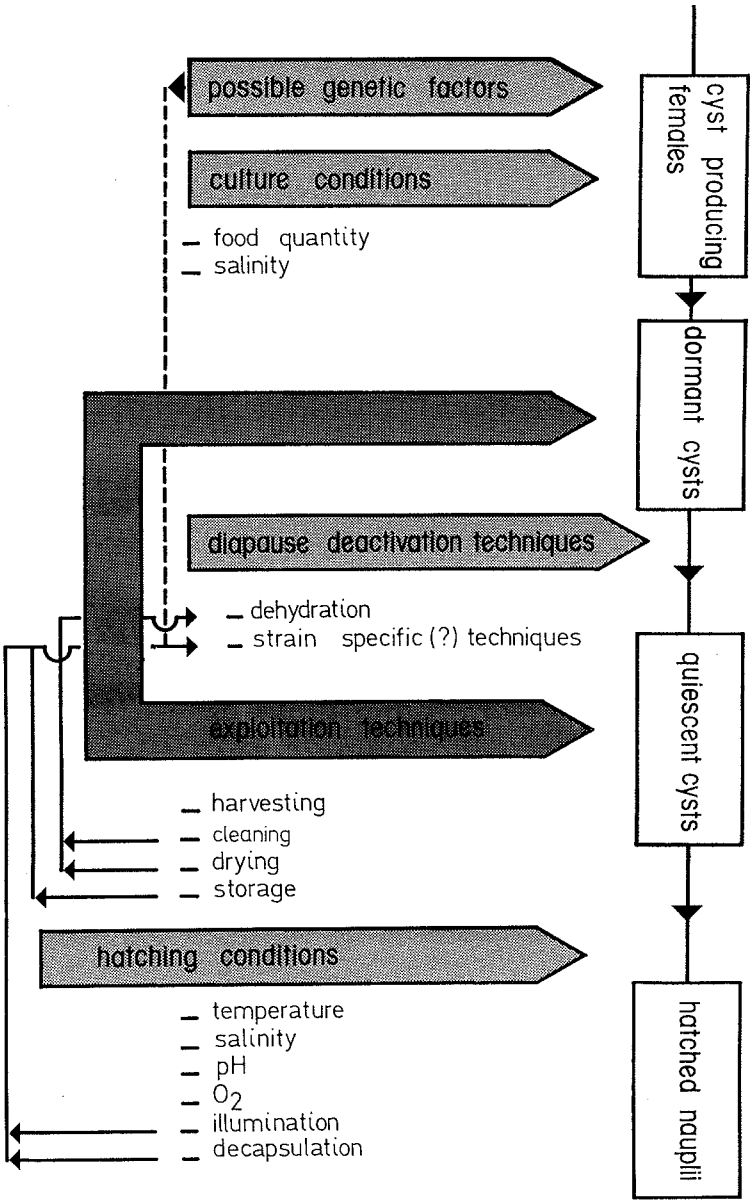 possible genetic factors
culture conditions
– food quantity
– salinity
diapause deactivation techniques
– dehydration
– strain specific (?) techniques
exploitation techniques
– harvesting
– cleaning
– drying
– storage
hatching conditions
– temperature
– salinity
– pH
– O2
– illumination
– decapsulation
cyst producing
females
dormant cysts
quiescent cysts
hatched nauplii